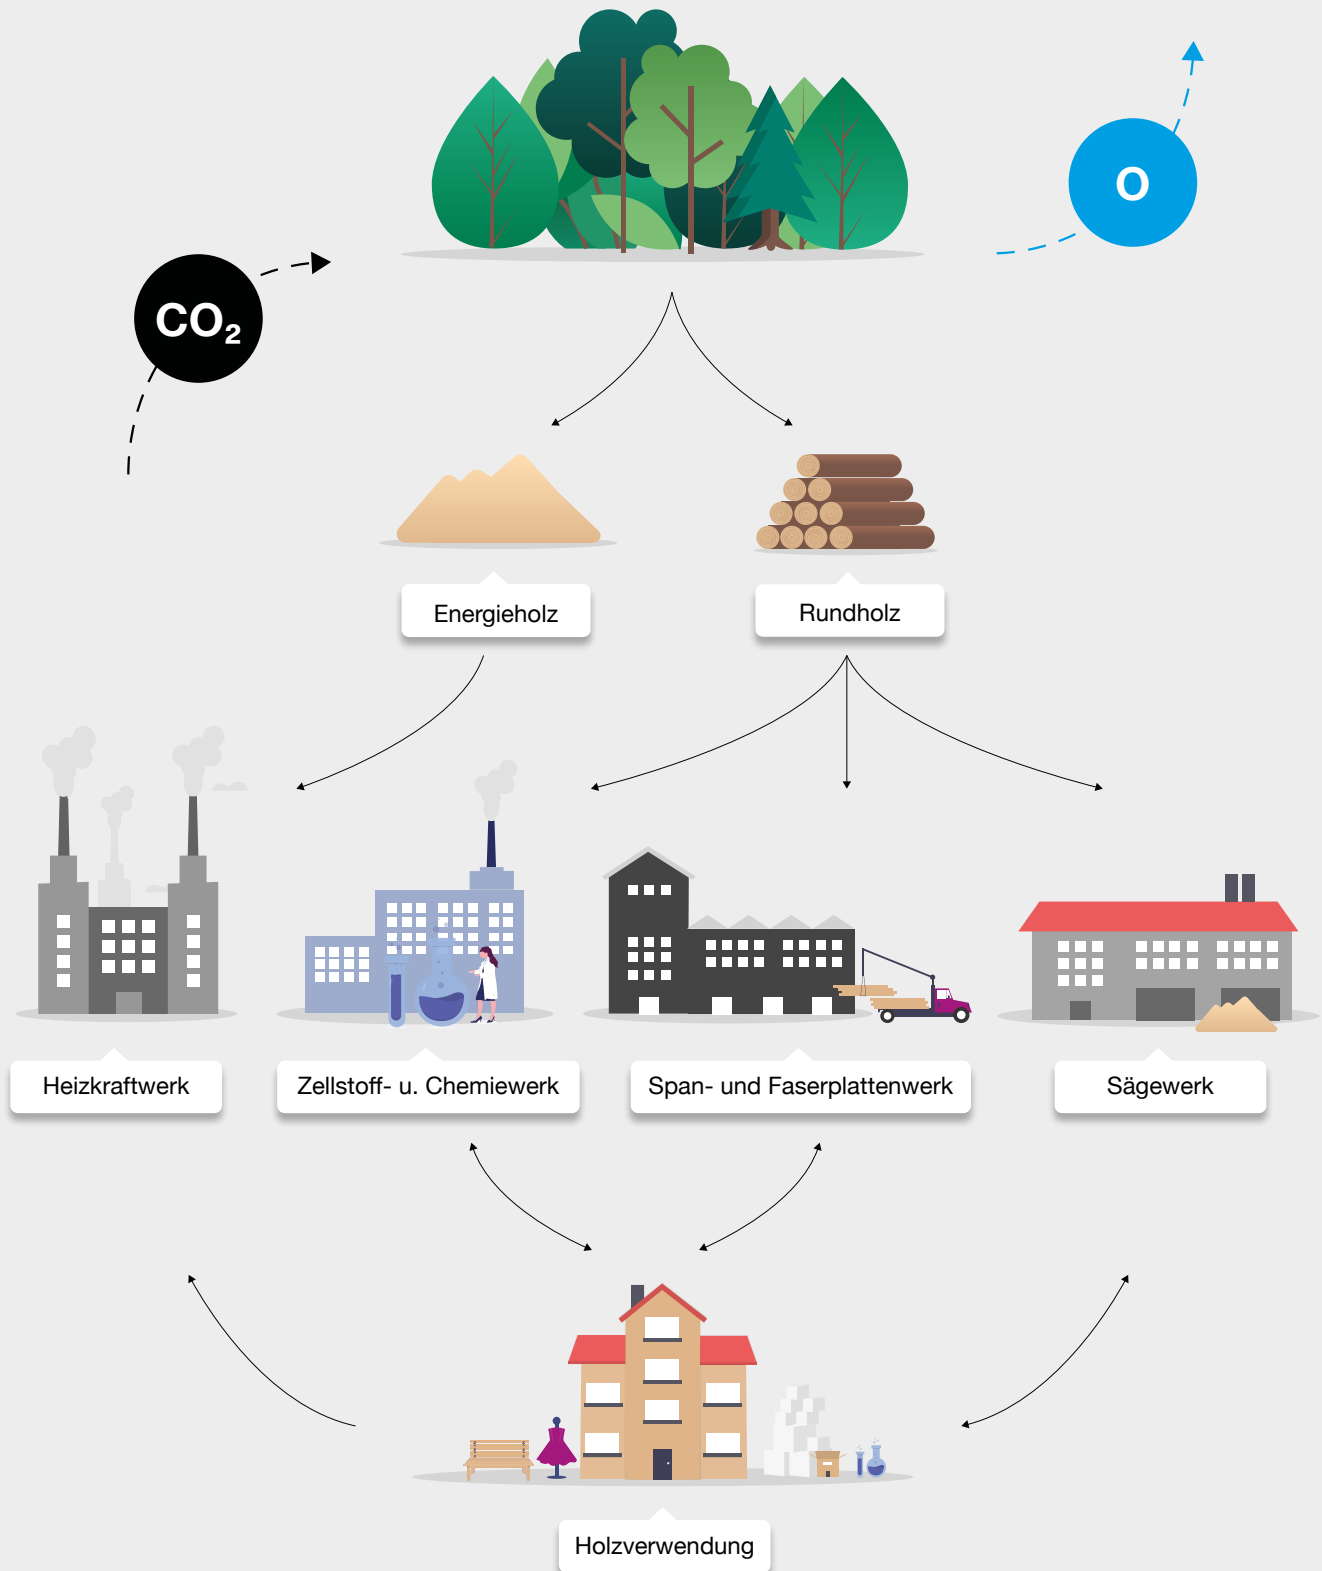 O
CO₂
Energieholz
Rundholz
Heizkraftwerk
Zellstoff- u. Chemiewerk
Span- und Faserplattenwerk
Sägewerk
Holzverwendung